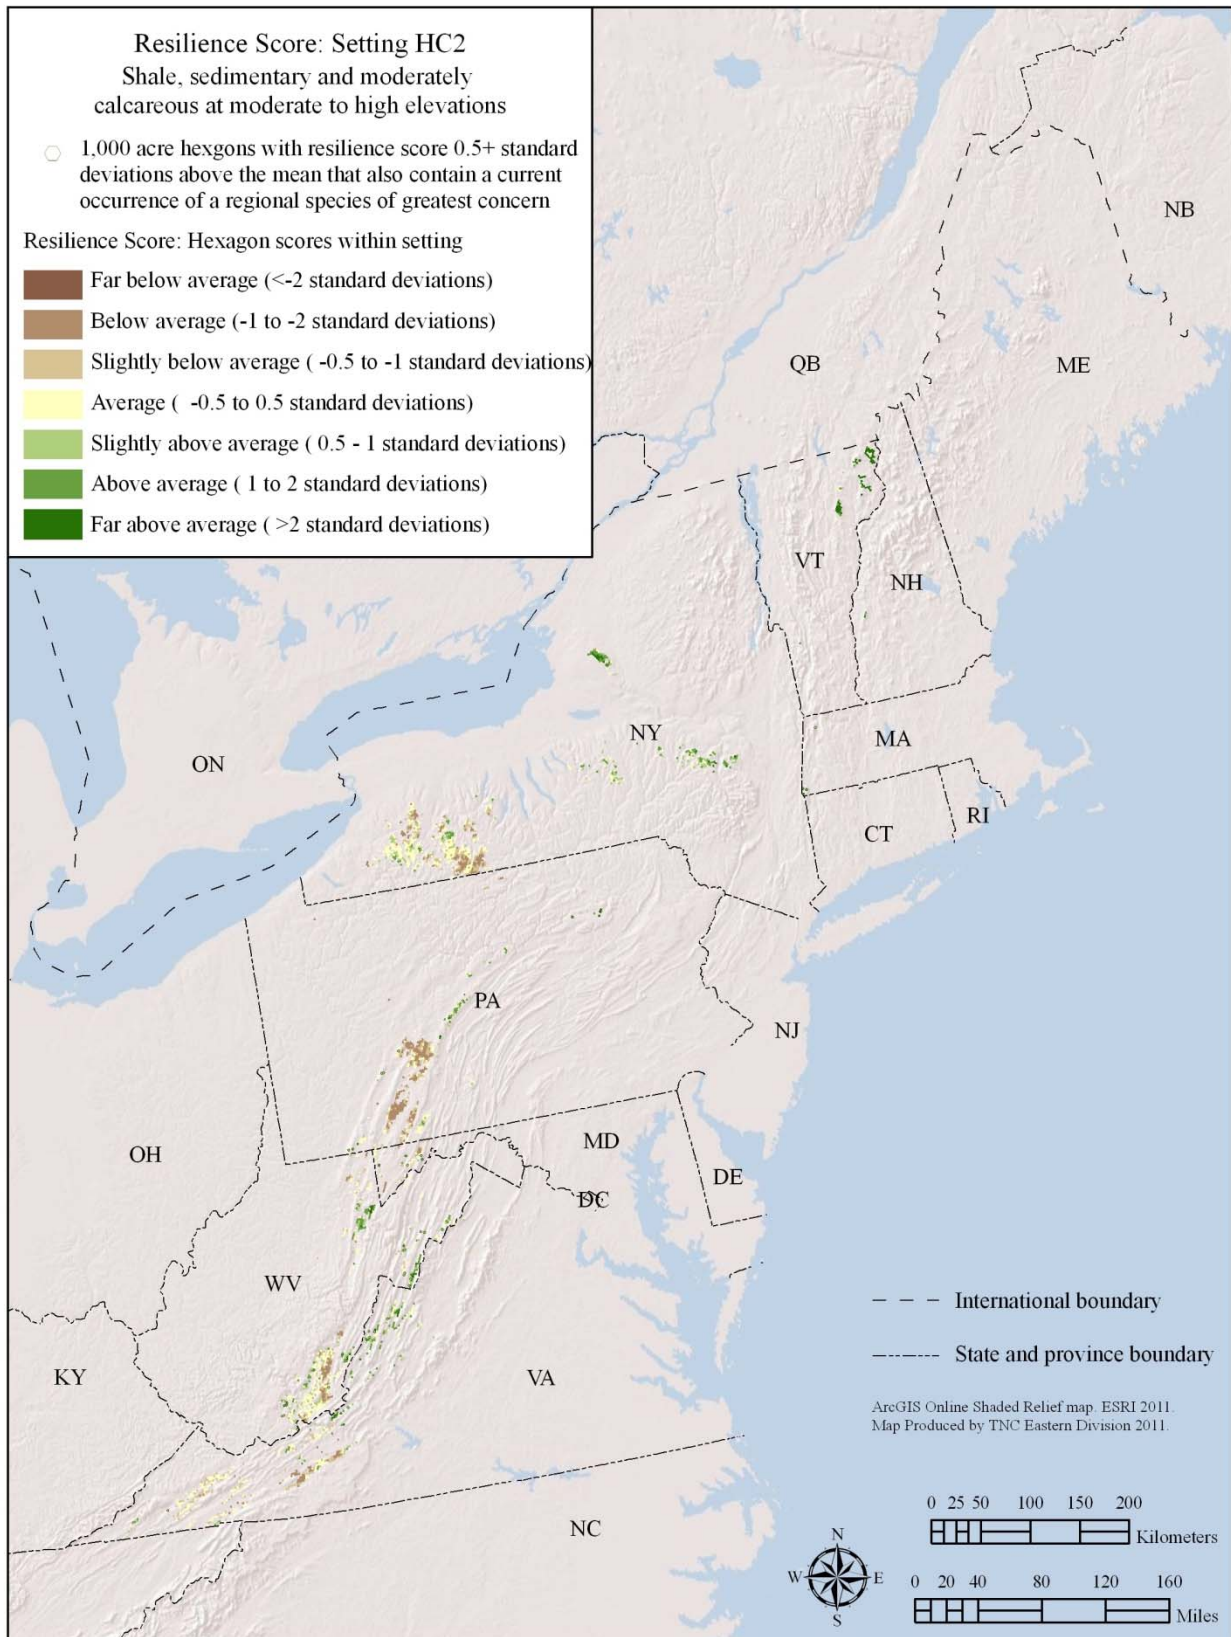 Resilience Score: Setting HC2
Shale, sedimentary and moderately
calcareous at moderate to high elevations
1,000 acre hexgons with resilience score 0.5+ standard
deviations above the mean that also contain a current
occurrence of a regional species of greatest concern
Resilience Score: Hexagon scores within setting
Far below average (<-2 standard deviations)
Below average (-1 to -2 standard deviations)
Slightly below average ( -0.5 to -1 standard deviations)
Average ( -0.5 to 0.5 standard deviations)
Slightly above average ( 0.5 - 1 standard deviations)
Above average ( 1 to 2 standard deviations)
Far above average ( >2 standard deviations)
NB
QB
ME
VT
NH
NY
MA
ON
CT
RI
PA
NJ
OH
MD
DE
DC
WV
KY
VA
NC
International boundary
State and province boundary
ArcGIS Online Shaded Relief map. ESRI 2011.
Map Produced by TNC Eastern Division 2011.
0 25 50 100 150 200
Kilometers
N
W E
S
0 20 40 80 120 160
Miles